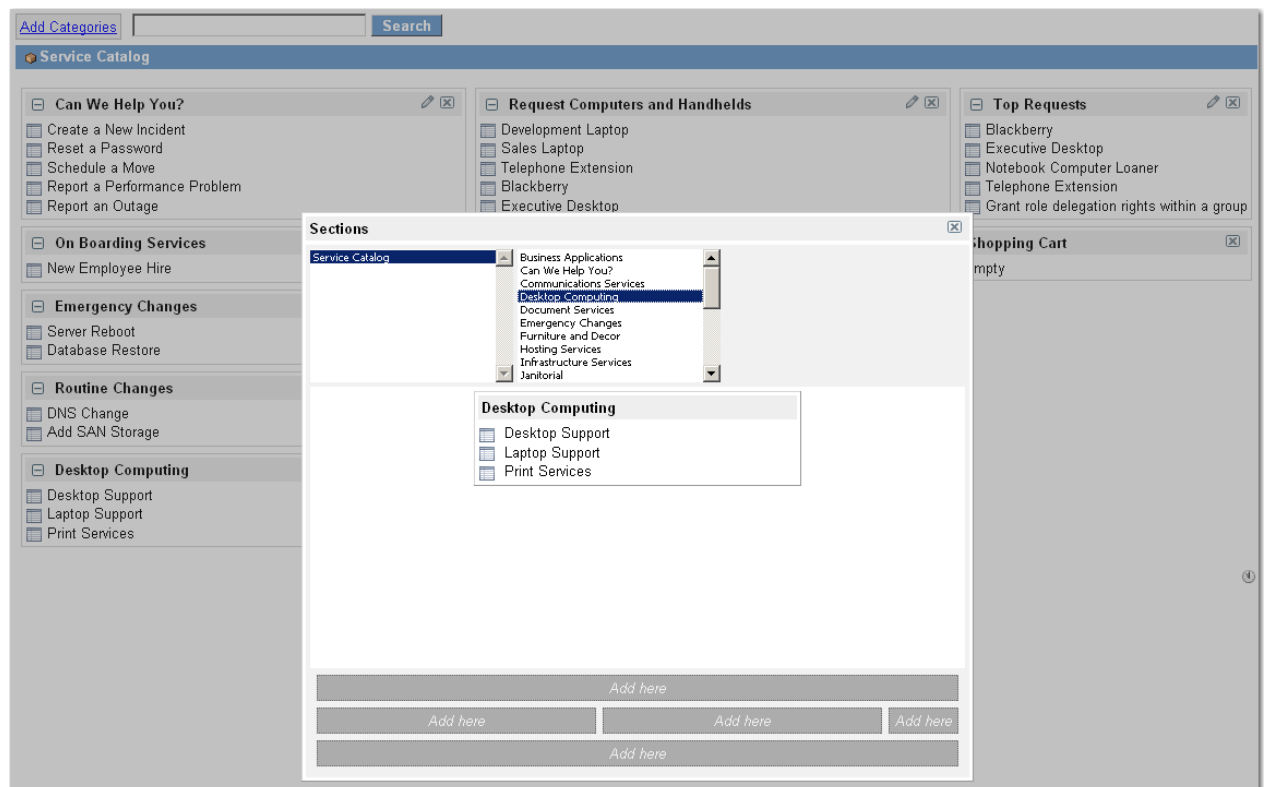 Add Categories
Search
Service Catalog
Can We Help You?
Create a New Incident
Reset a Password
Schedule a Move
Report a Performance Problem
Report an Outage
Request Computers and Handhelds
Development Laptop
Sales Laptop
Telephone Extension
Blackberry
Executive Desktop
Top Requests
Blackberry
Executive Desktop
Notebook Computer Loaner
Telephone Extension
Grant role delegation rights within a group
On Boarding Services
New Employee Hire
Emergency Changes
Server Reboot
Database Restore
Routine Changes
DNS Change
Add SAN Storage
Desktop Computing
Desktop Support
Laptop Support
Print Services
Shopping Cart
mpty
Sections
Service Catalog
Business Applications
Can We Help You?
Communications Services
Desktop Computing
Document Services
Emergency Changes
Furniture and Decor
Hosting Services
Infrastructure Services
Janitorial
Desktop Computing
Desktop Support
Laptop Support
Print Services
Add here
Add here
Add here
Add here
Add here